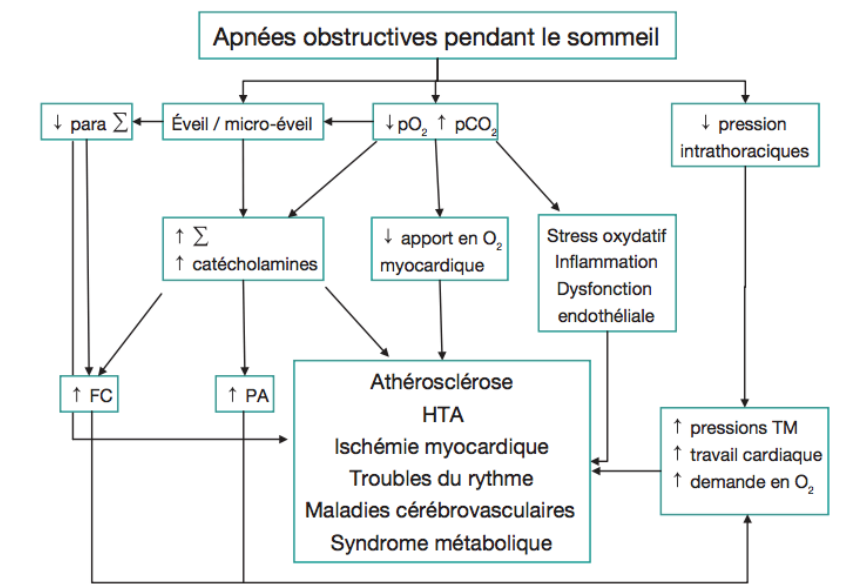 Apnées obstructives pendant le sommeil
↓ para ∑
Éveil / micro-éveil
↓pO₂ ↑ pCO₂
↓ pression
intrathoraciques
↑ ∑
↑ catécholamines
↓ apport en O₂
myocardique
Stress oxydatif
Inflammation
Dysfonction
endothéliale
↑ FC
↑ PA
Athérosclérose
HTA
Ischémie myocardique
Troubles du rythme
Maladies cérébrovasculaires
Syndrome métabolique
↑ pressions TM
↑ travail cardiaque
↑ demande en O₂